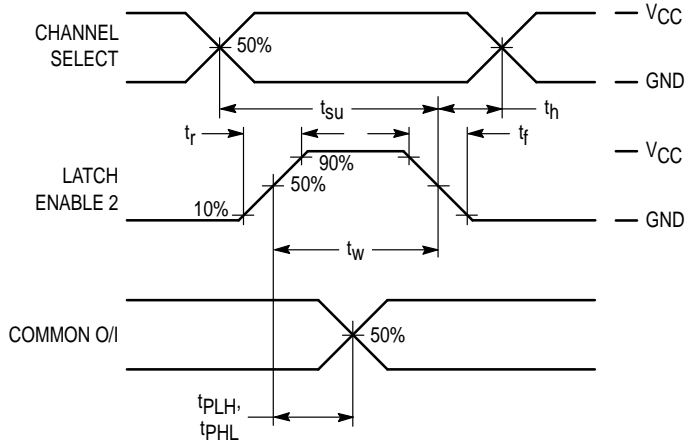 CHANNEL
SELECT
50%
VCC
GND
tsu
th
tr
tf
LATCH
ENABLE 2
90%
50%
10%
VCC
GND
tw
COMMON O/I
50%
tPLH,
tPHL